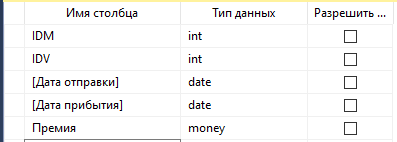 Имя столбца Тип данных Разрешить ...
IDM int
IDV int
[Дата отправки] date
[Дата прибытия] date
Премия money